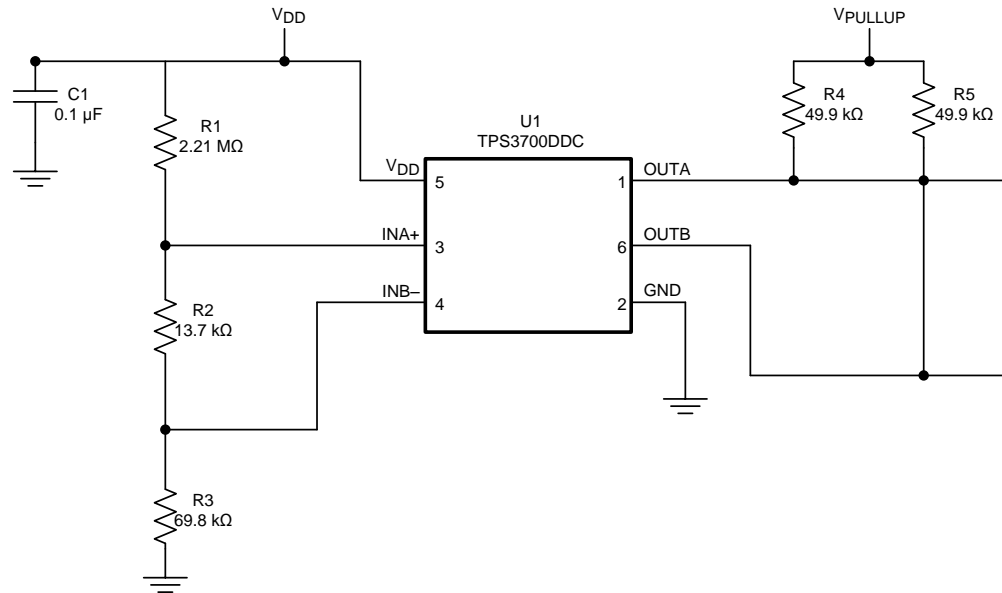 VDD
VPULLUP
C1
0.1 µF
R1
2.21 MΩ
R4
49.9 kΩ
R5
49.9 kΩ
U1
TPS3700DDC
VDD
5
1
OUTA
INA+
3
6
OUTB
INB–
4
2
GND
R2
13.7 kΩ
R3
69.8 kΩ